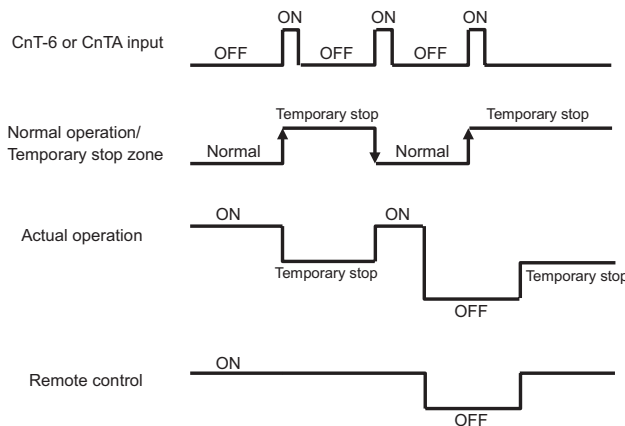 ON ON ON
CnT-6 or CnTA input
OFF OFF OFF
Temporary stop Temporary stop
Normal operation/
Temporary stop zone
Normal Normal
ON ON
Actual operation
Temporary stop Temporary stop
OFF
ON
Remote control
OFF